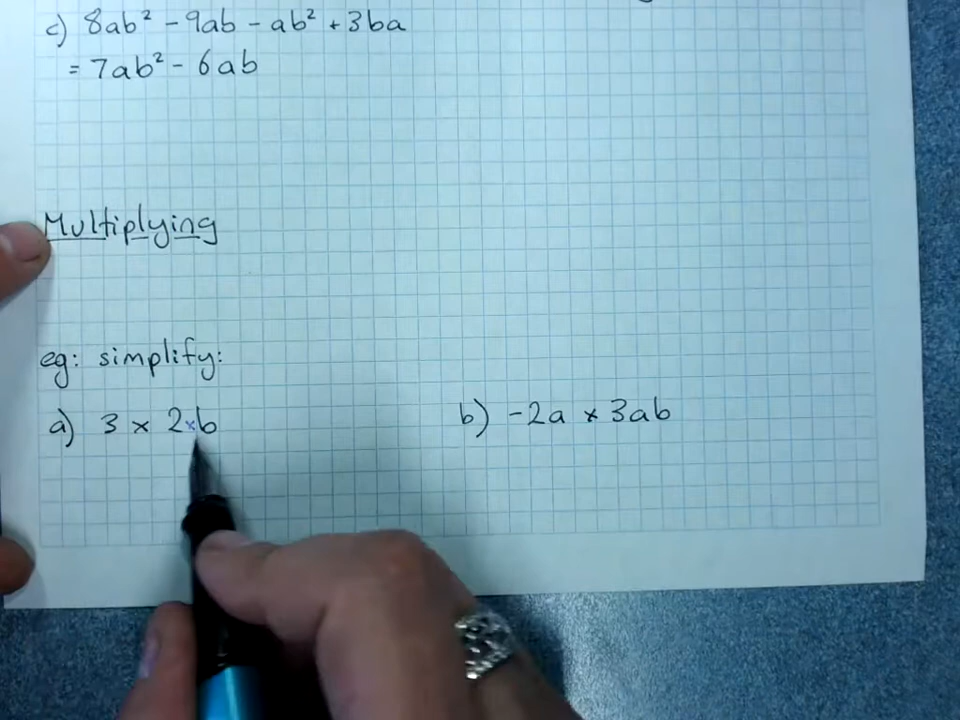 c) 8ab² - 9ab - ab² + 3ba
= 7ab² - 6ab
Multiplying
eg: simplify:
a) 3 × 2×b
b) -2a × 3ab